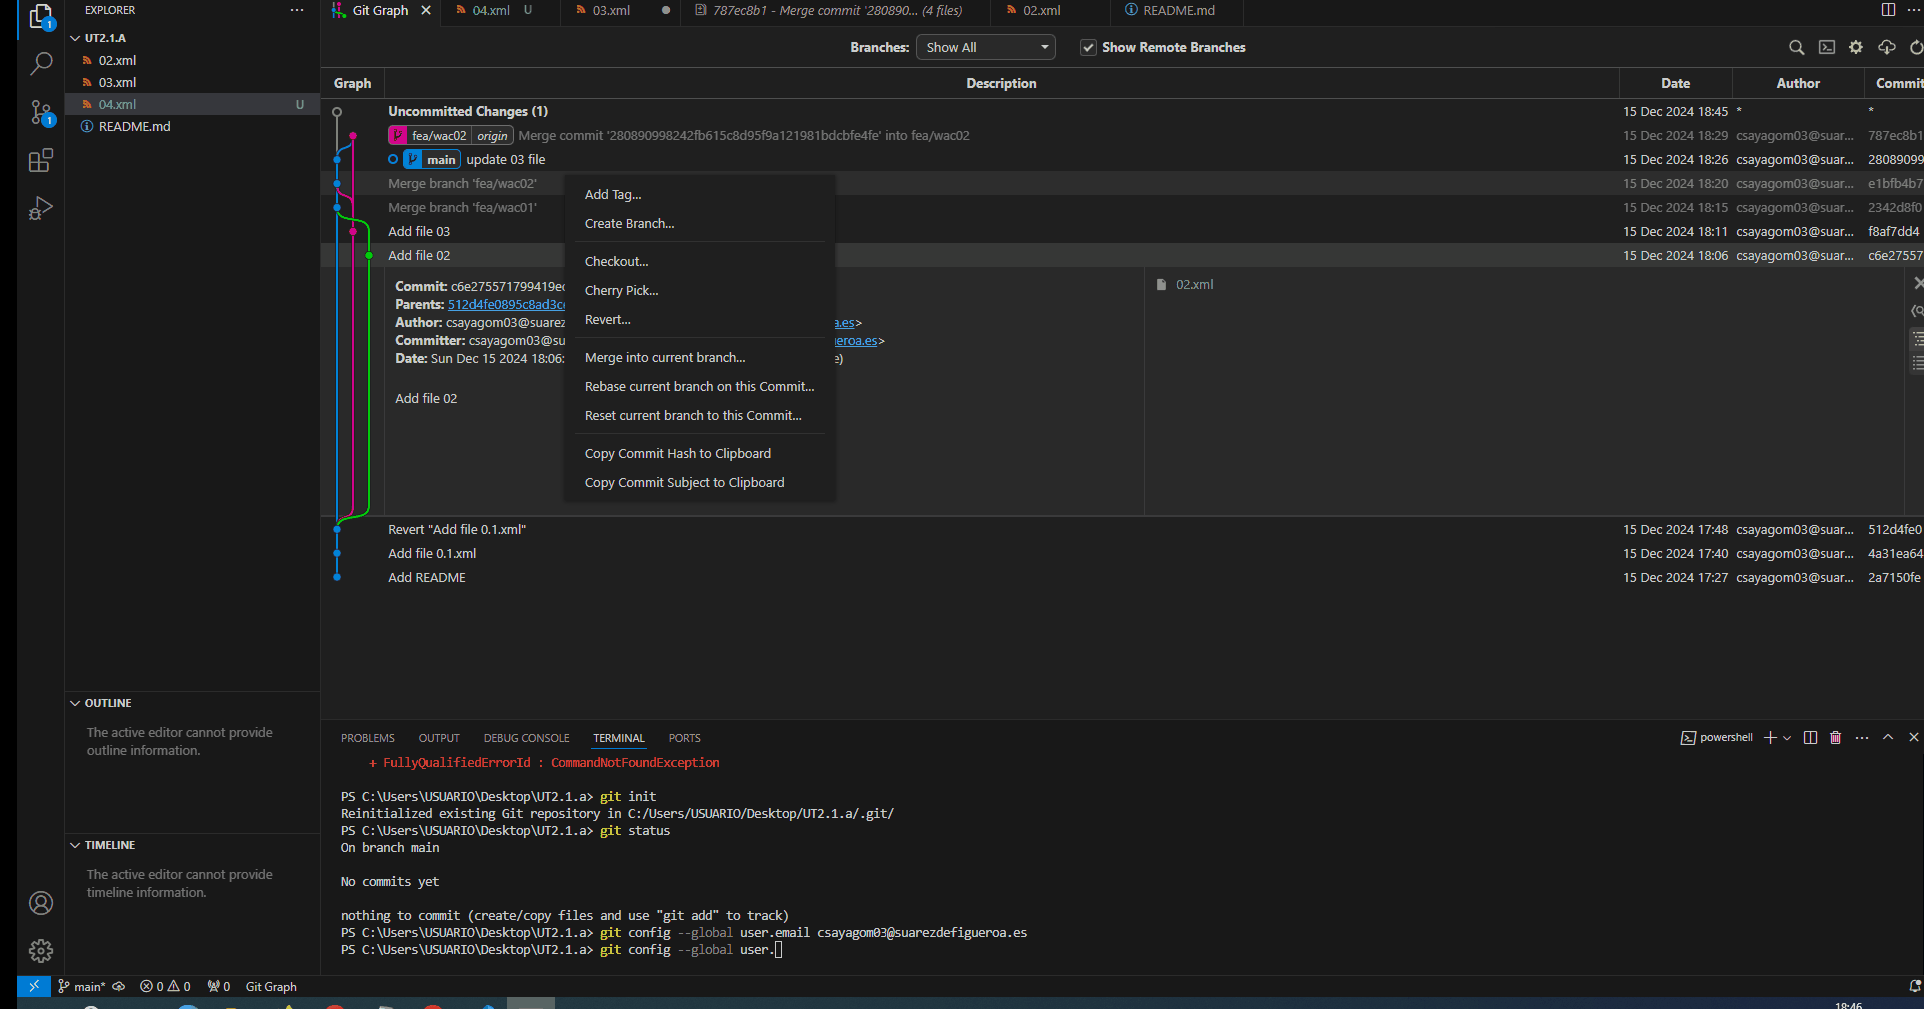 EXPLORER
UT2.1.A
02.xml
03.xml
04.xml U
README.md
OUTLINE
The active editor cannot provide
outline information.
TIMELINE
The active editor cannot provide
timeline information.
Git Graph 04.xml U 03.xml 787ec8b1 - Merge commit '280890... (4 files) 02.xml README.md
Branches: Show All Show Remote Branches
Graph Description Date Author Commit
Uncommitted Changes (1) 15 Dec 2024 18:45 * *
fea/wac02 origin Merge commit '280890998242fb615c8d95f9a121981bdcbfe4fe' into fea/wac02 15 Dec 2024 18:29 csayagom03@suar... 787ec8b1
main update 03 file 15 Dec 2024 18:26 csayagom03@suar... 28089099
Merge branch 'fea/wac02' 15 Dec 2024 18:20 csayagom03@suar... e1bfb4b7
Merge branch 'fea/wac01' 15 Dec 2024 18:15 csayagom03@suar... 2342d8f0
Add file 03 15 Dec 2024 18:11 csayagom03@suar... f8af7dd4
Add file 02 15 Dec 2024 18:06 csayagom03@suar... c6e27557
Commit: c6e275571799419ec
Parents: 512d4fe0895c8ad3c
Author: csayagom03@suarez a.es>
Committer: csayagom03@su eroa.es>
Date: Sun Dec 15 2024 18:06: e)
Add file 02
02.xml
Add Tag...
Create Branch...
Checkout...
Cherry Pick...
Revert...
Merge into current branch...
Rebase current branch on this Commit...
Reset current branch to this Commit...
Copy Commit Hash to Clipboard
Copy Commit Subject to Clipboard
Revert "Add file 0.1.xml" 15 Dec 2024 17:48 csayagom03@suar... 512d4fe0
Add file 0.1.xml 15 Dec 2024 17:40 csayagom03@suar... 4a31ea64
Add README 15 Dec 2024 17:27 csayagom03@suar... 2a7150fe
PROBLEMS OUTPUT DEBUG CONSOLE TERMINAL PORTS powershell
+ FullyQualifiedErrorId : CommandNotFoundException
PS C:\Users\USUARIO\Desktop\UT2.1.a> git init
Reinitialized existing Git repository in C:/Users/USUARIO/Desktop/UT2.1.a/.git/
PS C:\Users\USUARIO\Desktop\UT2.1.a> git status
On branch main
No commits yet
nothing to commit (create/copy files and use "git add" to track)
PS C:\Users\USUARIO\Desktop\UT2.1.a> git config --global user.email csayagom03@suarezdefigueroa.es
PS C:\Users\USUARIO\Desktop\UT2.1.a> git config --global user.
main* 0 0 0 Git Graph
18:46